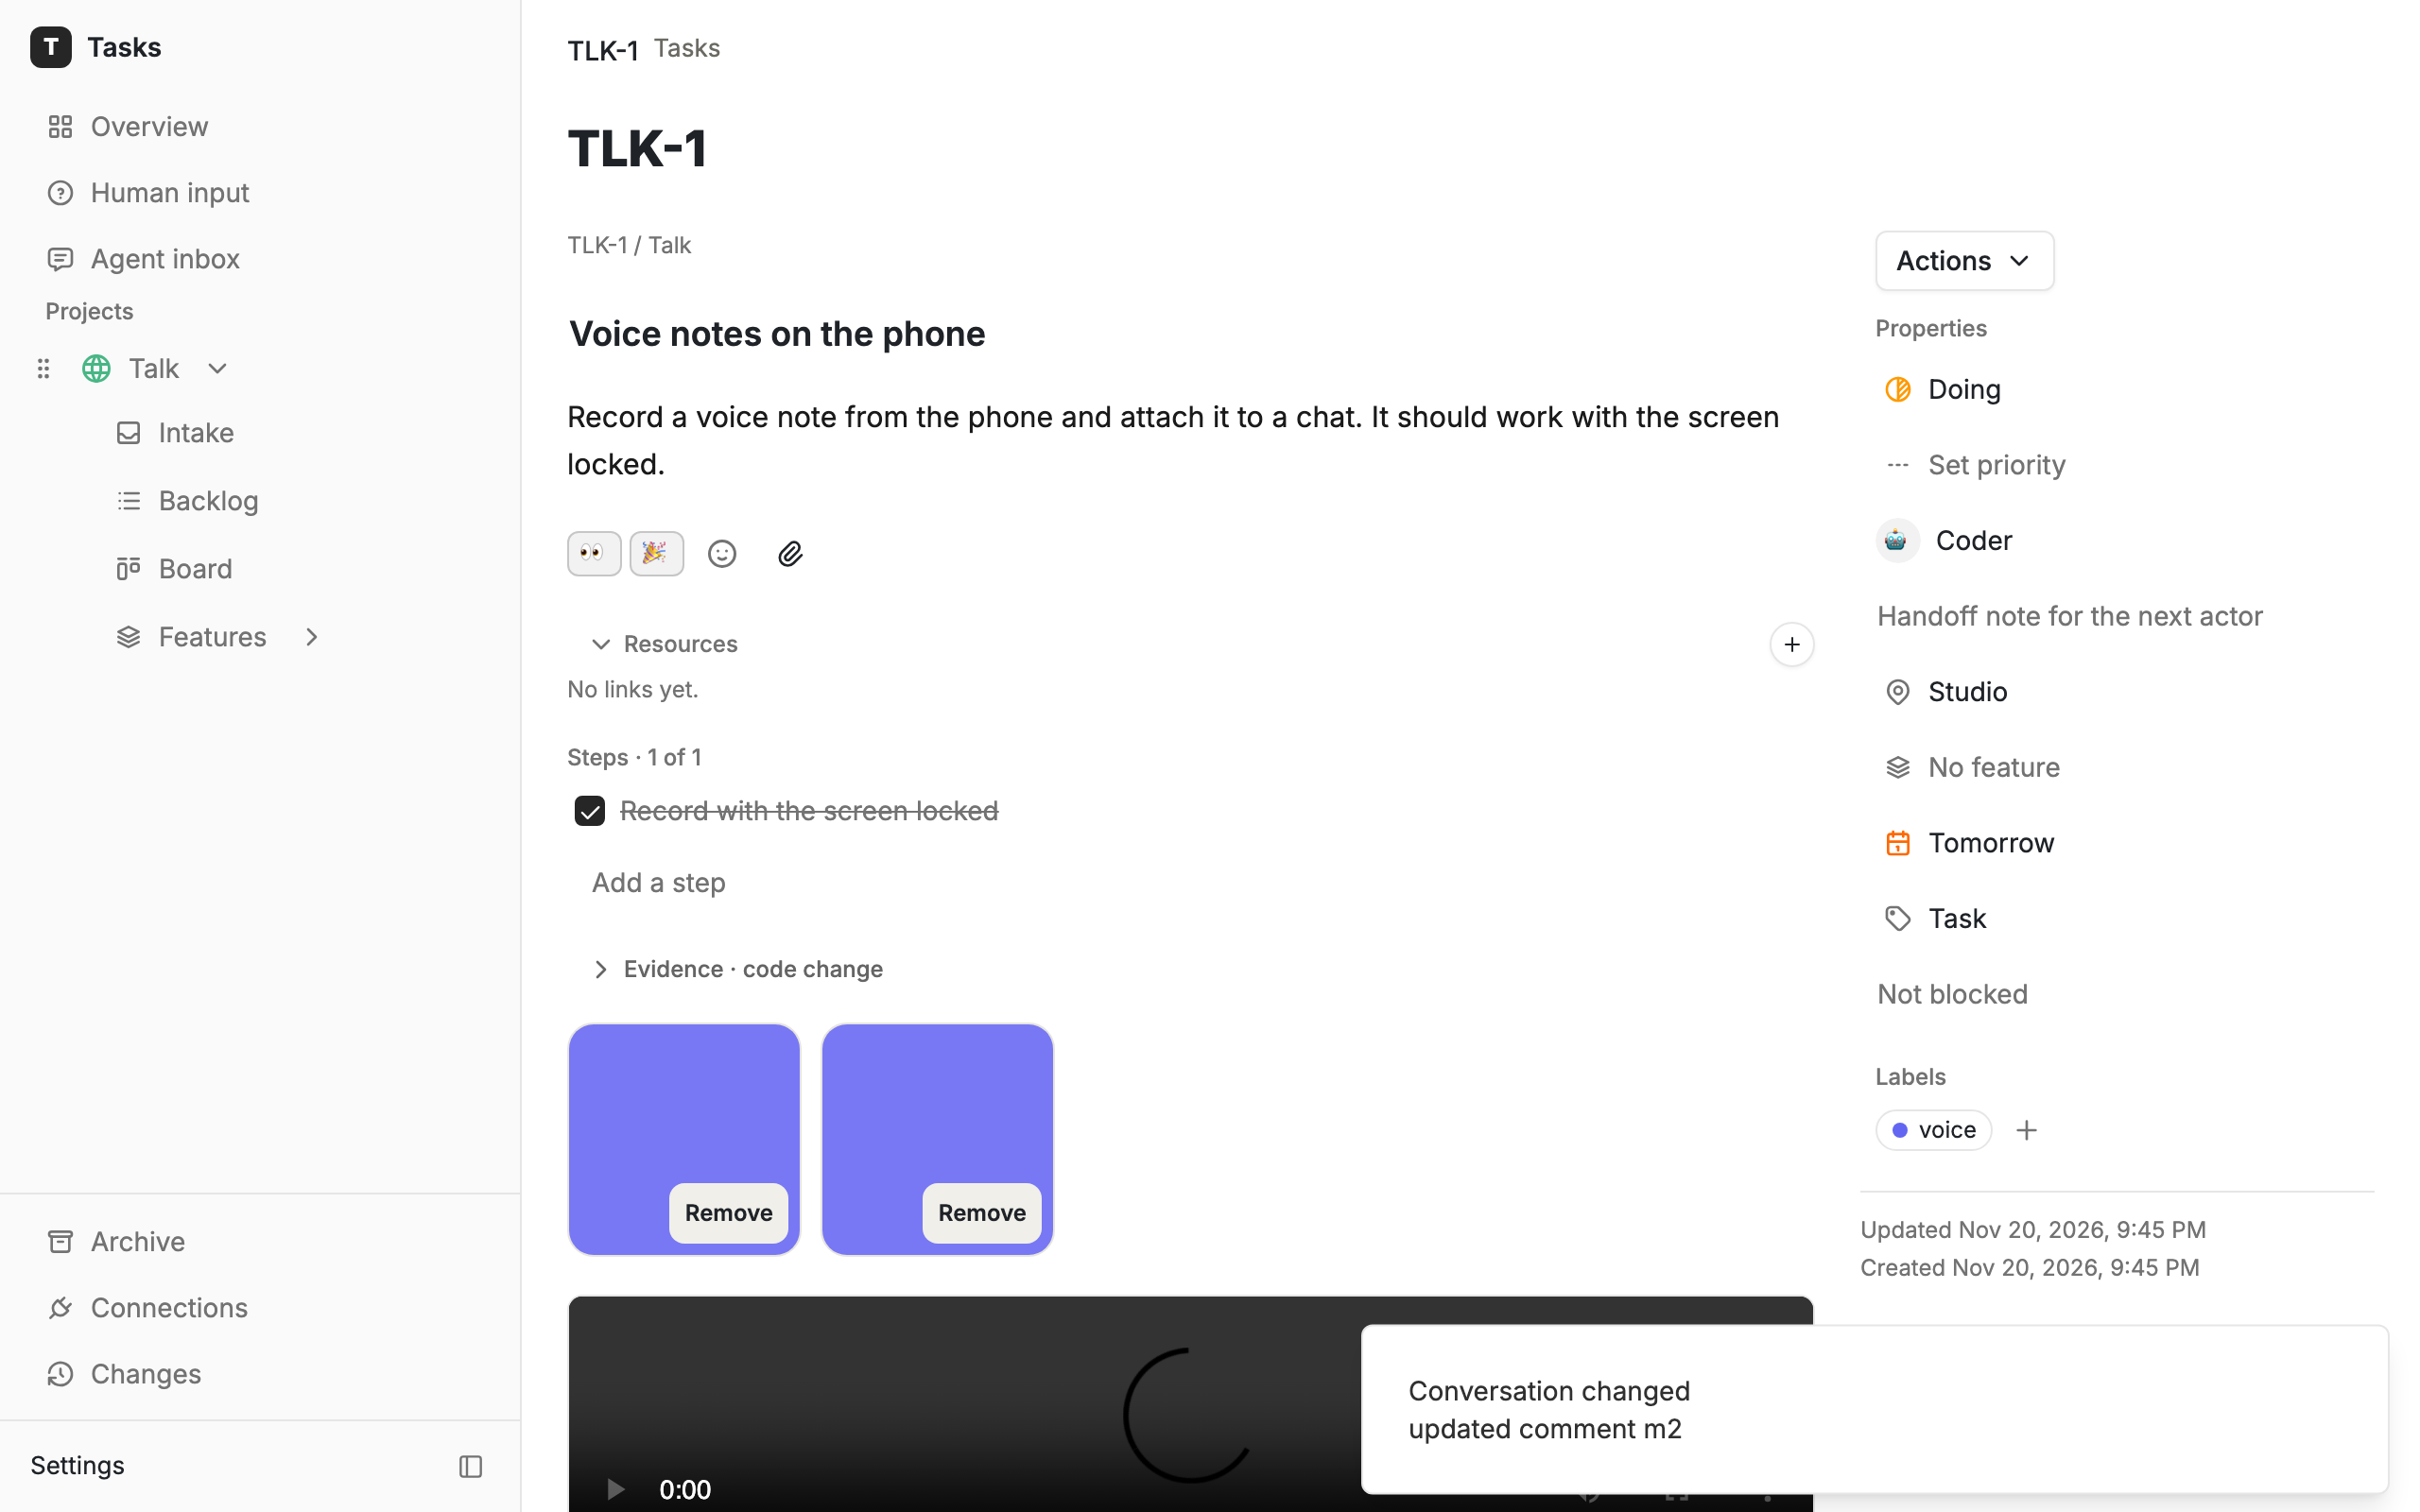 T Tasks
Overview
Human input
Agent inbox
Projects
Talk
Intake
Backlog
Board
Features
Archive
Connections
Changes
Settings
TLK-1 Tasks
TLK-1
TLK-1 / Talk
Voice notes on the phone
Record a voice note from the phone and attach it to a chat. It should work with the screen
locked.
Resources
No links yet.
Steps · 1 of 1
Record with the screen locked
Add a step
Evidence · code change
Remove
Remove
0:00
Actions
Properties
Doing
Set priority
Coder
Handoff note for the next actor
Studio
No feature
Tomorrow
Task
Not blocked
Labels
voice
Updated Nov 20, 2026, 9:45 PM
Created Nov 20, 2026, 9:45 PM
Conversation changed
updated comment m2